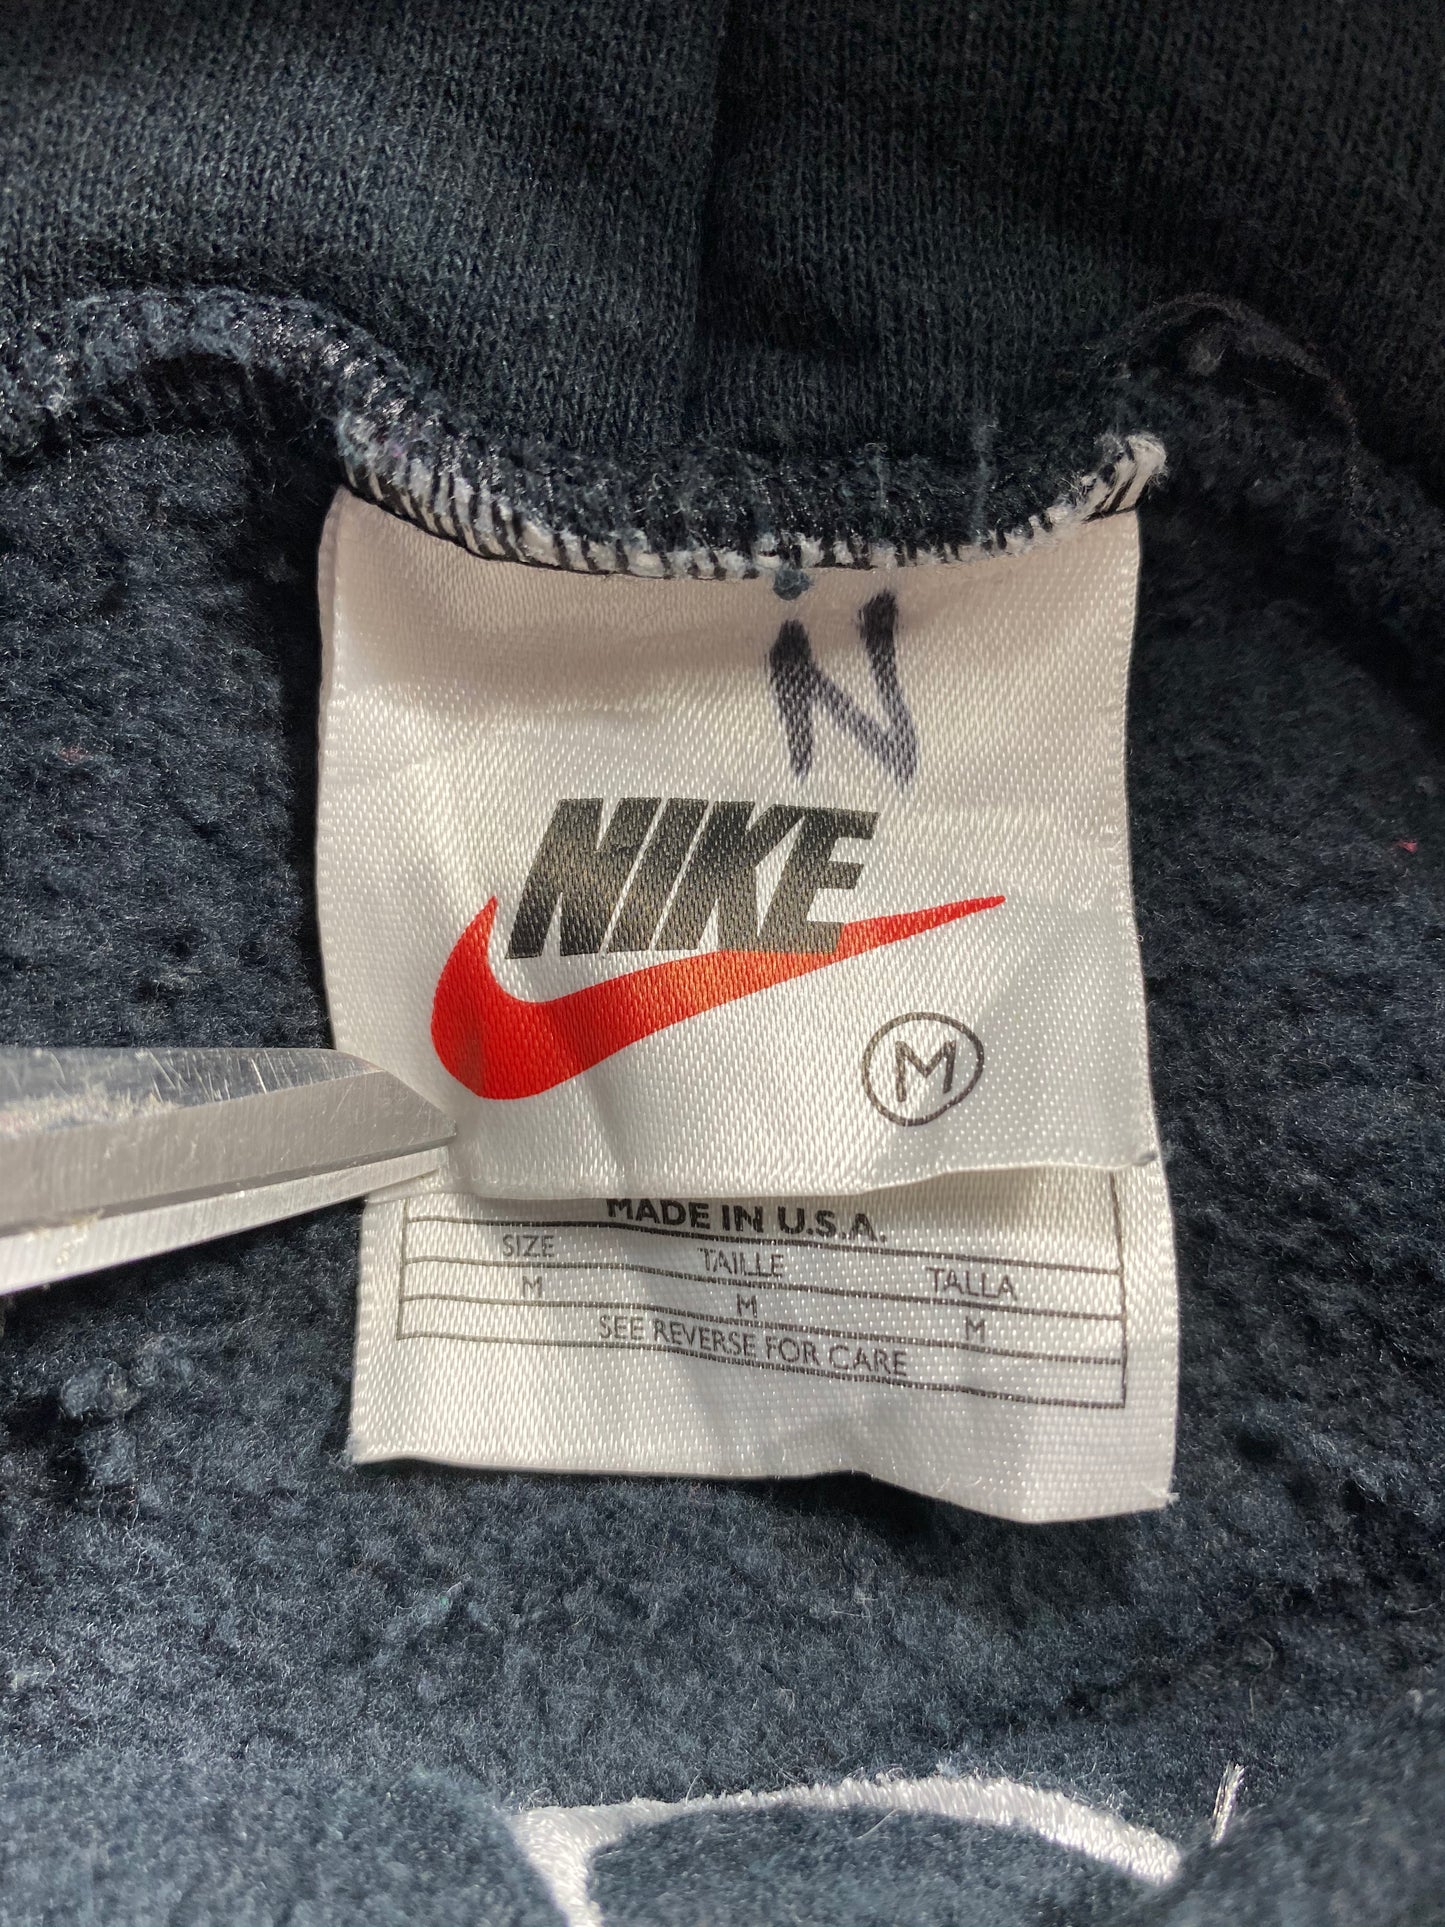 N
NIKE
M
MADE IN U.S.A.
SIZE TAILLE TALLA
M M M
SEE REVERSE FOR CARE